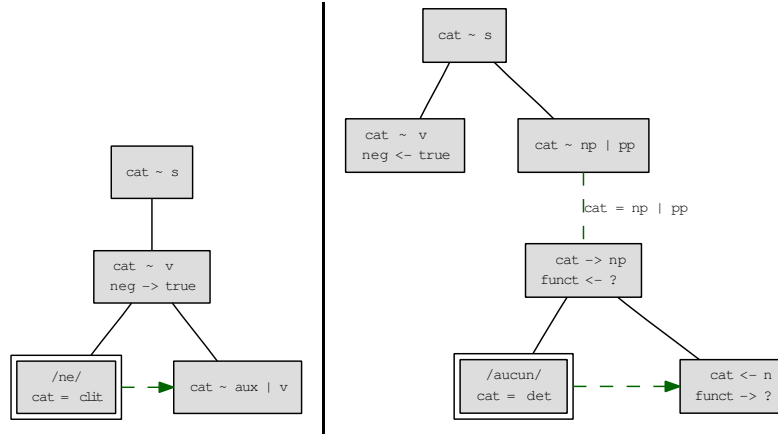 cat ~ s
cat ~ v
neg -> true
/ne/
cat = clit
cat ~ aux | v
cat ~ s
cat ~ v
neg <- true
cat ~ np | pp
cat = np | pp
cat -> np
funct <- ?
/aucun/
cat = det
cat <- n
funct -> ?